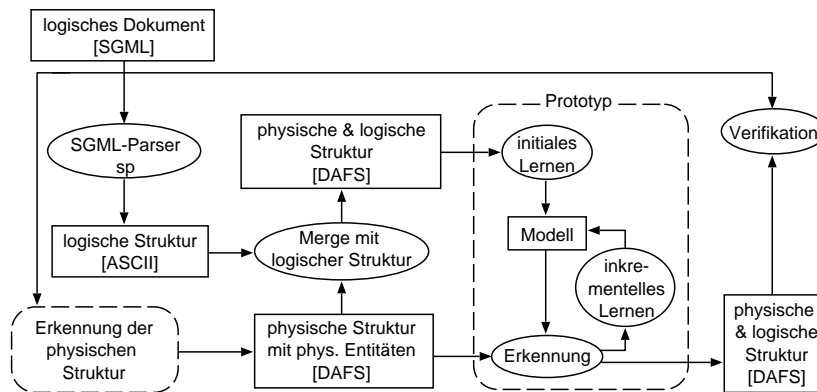 logisches Dokument
[SGML]
Prototyp
SGML-Parser
sp
physische & logische
Struktur
[DAFS]
initiales
Lernen
Verifikation
logische Struktur
[ASCII]
Merge mit
logischer Struktur
Modell
inkre-
mentelles
Lernen
Erkennung der
physischen
Struktur
physische Struktur
mit phys. Entitäten
[DAFS]
Erkennung
physische
& logische
Struktur
[DAFS]